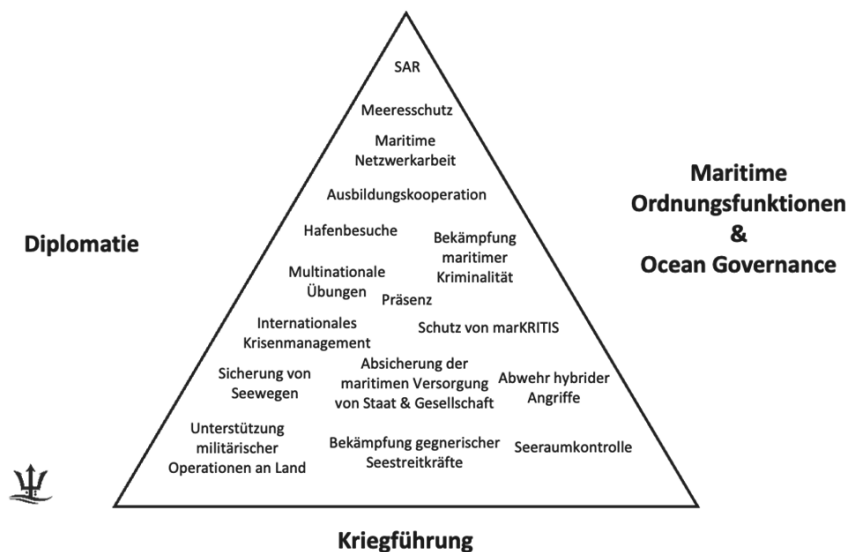 SAR
Meeresschutz
Maritime
Netzwerkarbeit
Ausbildungskooperation
Hafenbesuche
Bekämpfung
maritimer
Kriminalität
Multinationale
Übungen
Präsenz
Internationales
Krisenmanagement
Schutz von marKRITIS
Sicherung von
Seewegen
Absicherung der
maritimen Versorgung
von Staat & Gesellschaft
Abwehr hybrider
Angriffe
Unterstützung
militärischer
Operationen an Land
Bekämpfung gegnerischer
Seestreitkräfte
Seeraumkontrolle
Diplomatie
Maritime
Ordnungsfunktionen
&
Ocean Governance
Kriegführung